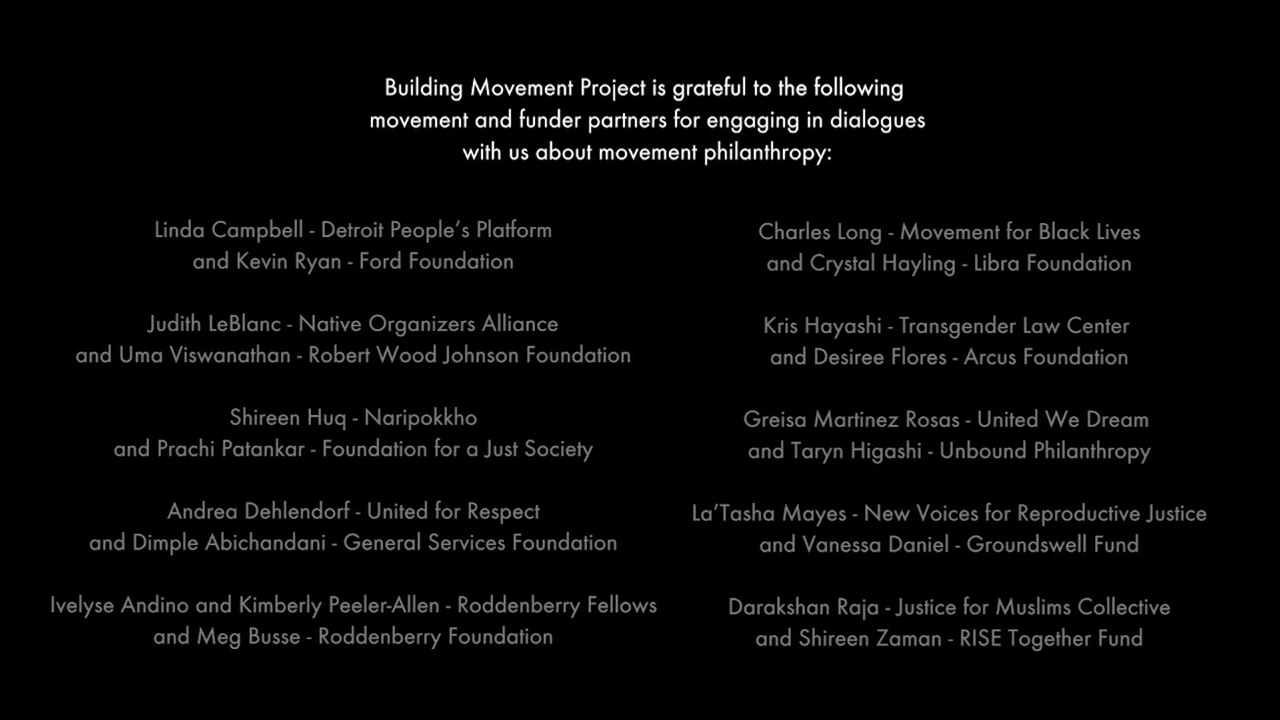 Building Movement Project is grateful to the following
movement and funder partners for engaging in dialogues
with us about movement philanthropy:
Linda Campbell - Detroit People's Platform
and Kevin Ryan - Ford Foundation
Judith LeBlanc - Native Organizers Alliance
and Uma Viswanathan - Robert Wood Johnson Foundation
Shireen Huq - Naripokkho
and Prachi Patankar - Foundation for a Just Society
Andrea Dehlendorf - United for Respect
and Dimple Abichandani - General Services Foundation
Ivelyse Andino and Kimberly Peeler-Allen - Roddenberry Fellows
and Meg Busse - Roddenberry Foundation
Charles Long - Movement for Black Lives
and Crystal Hayling - Libra Foundation
Kris Hayashi - Transgender Law Center
and Desiree Flores - Arcus Foundation
Greisa Martinez Rosas - United We Dream
and Taryn Higashi - Unbound Philanthropy
La'Tasha Mayes - New Voices for Reproductive Justice
and Vanessa Daniel - Groundswell Fund
Darakshan Raja - Justice for Muslims Collective
and Shireen Zaman - RISE Together Fund